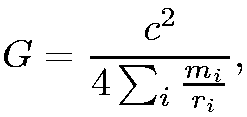 G = \frac{c^2}{4 \sum_i \frac{m_i}{r_i}},